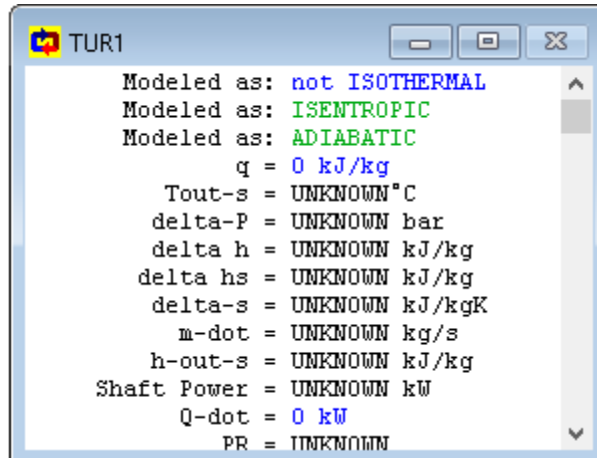 TUR1
Modeled as: not ISOTHERMAL
Modeled as: ISENTROPIC
Modeled as: ADIABATIC
q = 0 kJ/kg
Tout-s = UNKNOWN°C
delta-P = UNKNOWN bar
delta h = UNKNOWN kJ/kg
delta hs = UNKNOWN kJ/kg
delta-s = UNKNOWN kJ/kgK
m-dot = UNKNOWN kg/s
h-out-s = UNKNOWN kJ/kg
Shaft Power = UNKNOWN kW
Q-dot = 0 kW
PR = UNKNOWN